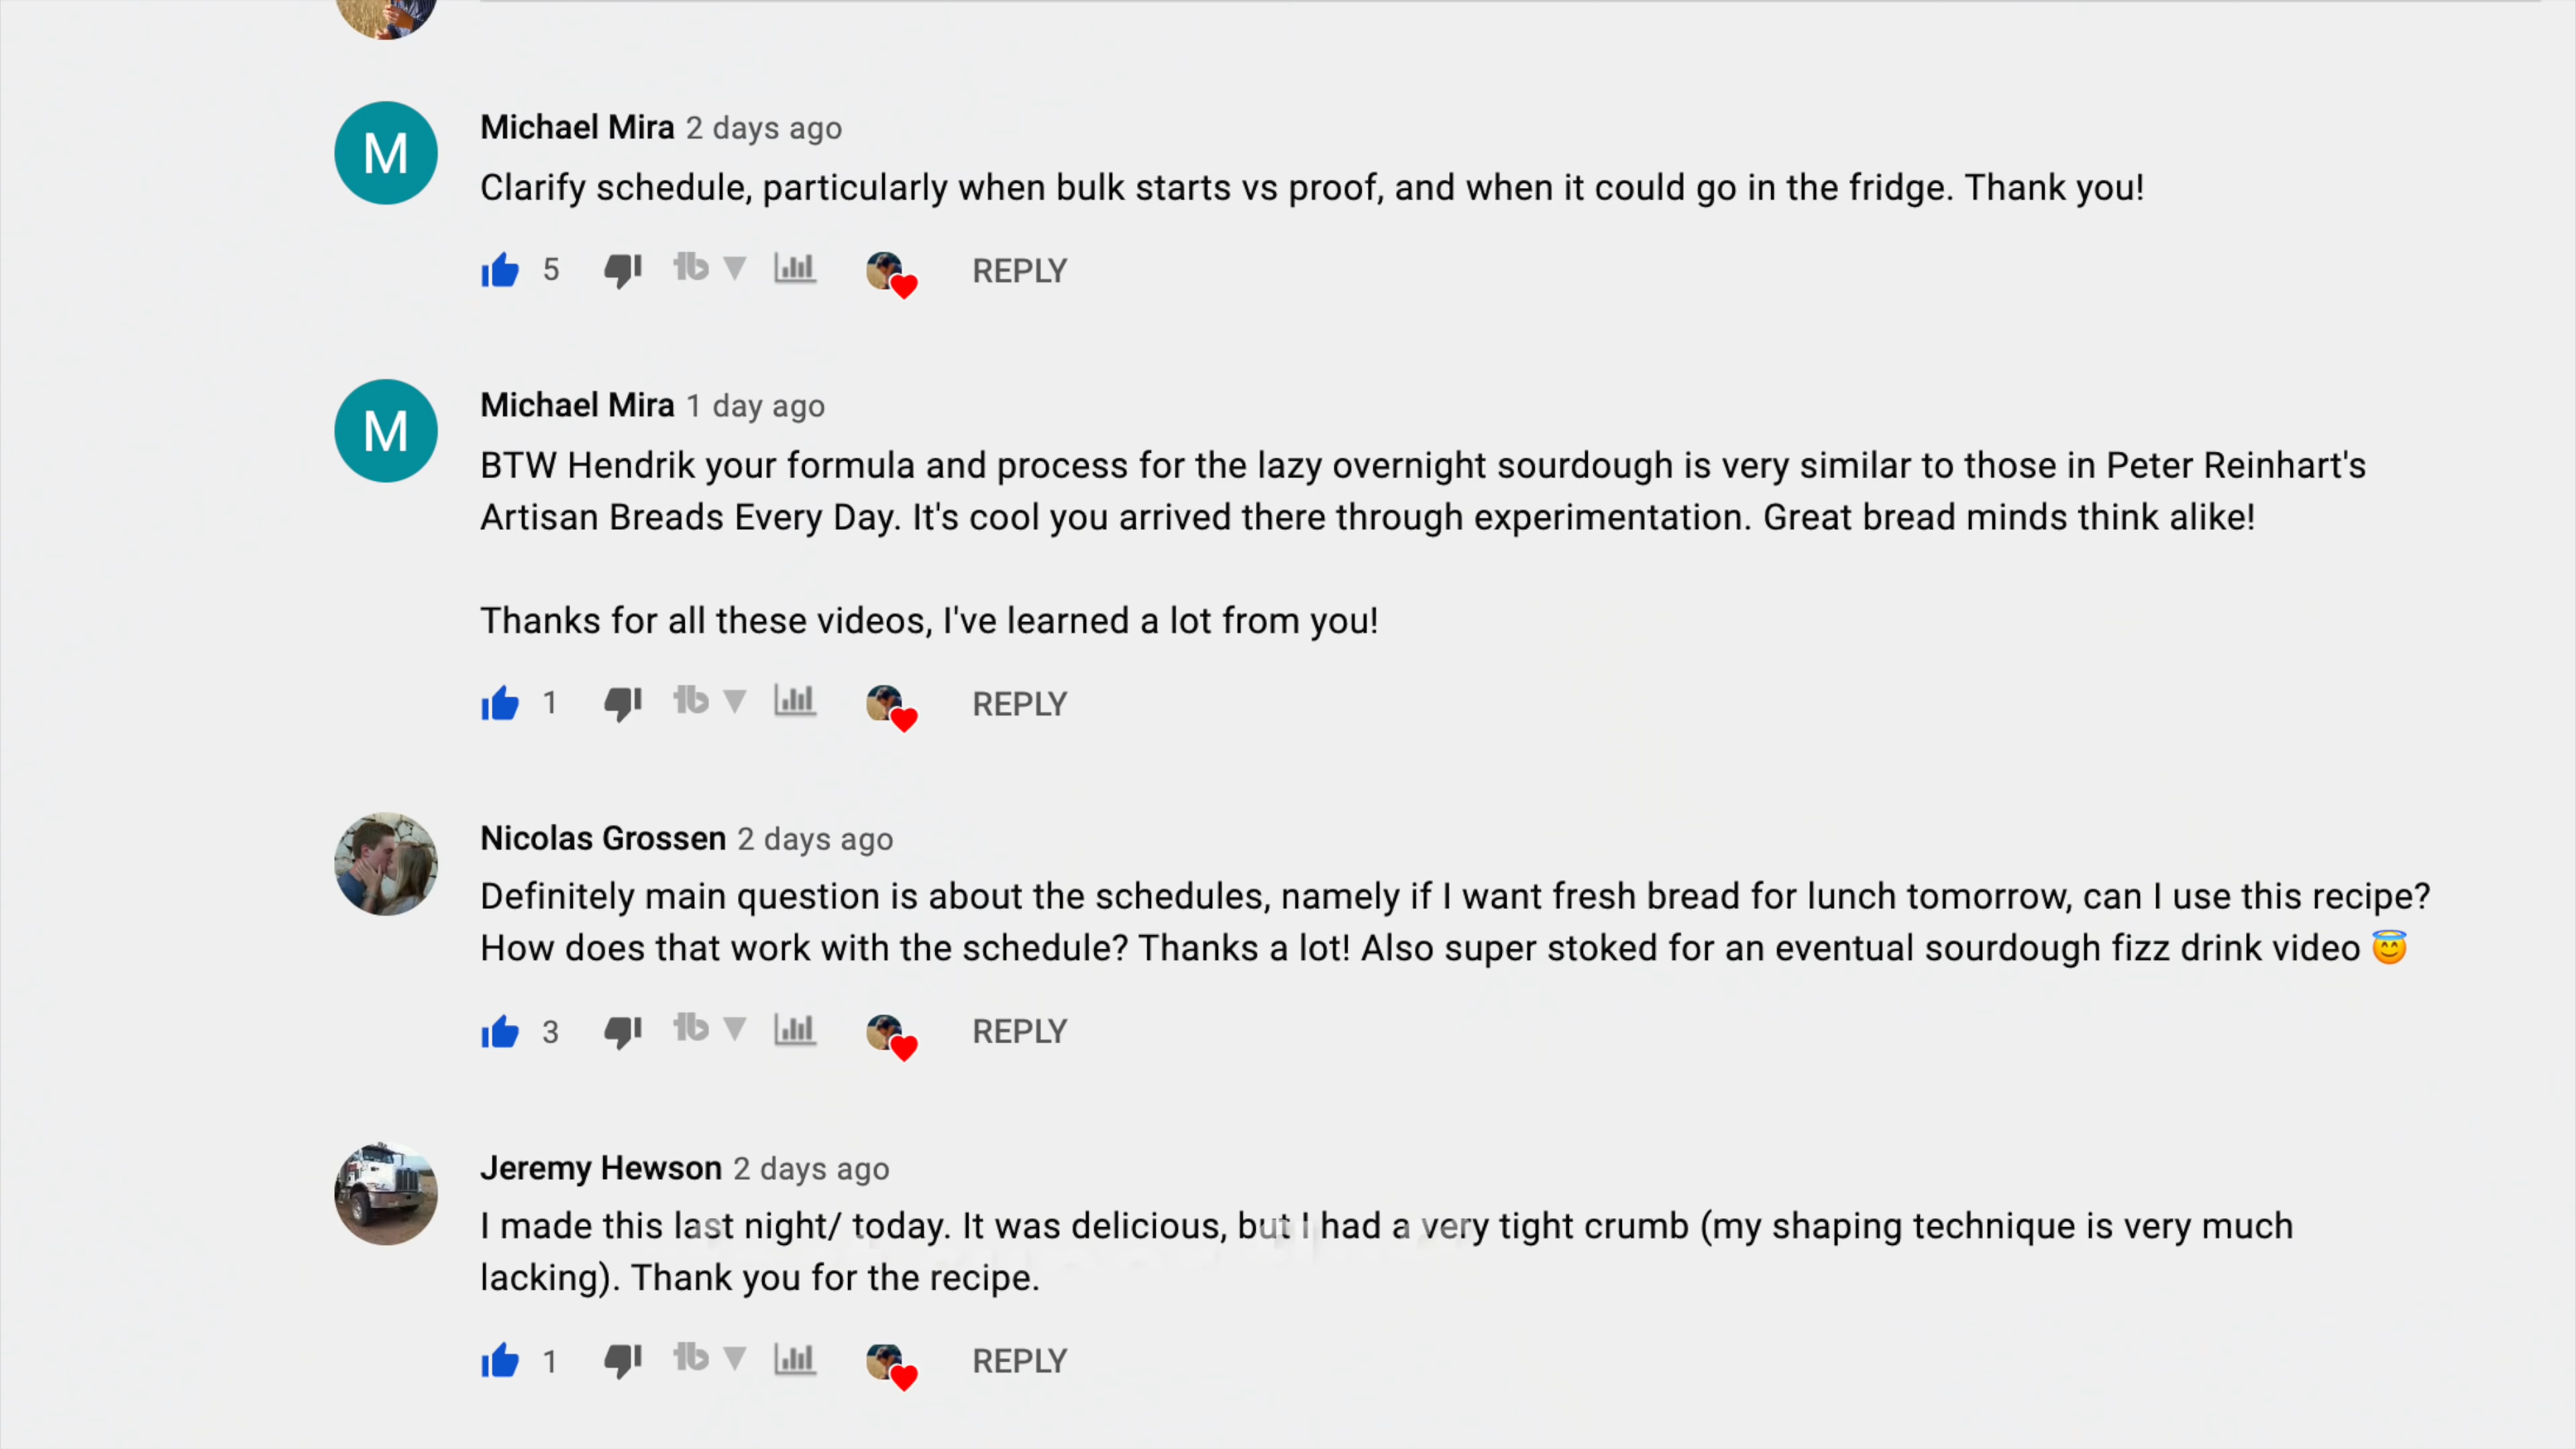 M
Michael Mira 2 days ago
Clarify schedule, particularly when bulk starts vs proof, and when it could go in the fridge. Thank you!
5 REPLY
M
Michael Mira 1 day ago
BTW Hendrik your formula and process for the lazy overnight sourdough is very similar to those in Peter Reinhart's
Artisan Breads Every Day. It's cool you arrived there through experimentation. Great bread minds think alike!
Thanks for all these videos, I've learned a lot from you!
1 REPLY
Nicolas Grossen 2 days ago
Definitely main question is about the schedules, namely if I want fresh bread for lunch tomorrow, can I use this recipe?
How does that work with the schedule? Thanks a lot! Also super stoked for an eventual sourdough fizz drink video 😇
3 REPLY
Jeremy Hewson 2 days ago
I made this last night/ today. It was delicious, but I had a very tight crumb (my shaping technique is very much
lacking). Thank you for the recipe.
1 REPLY